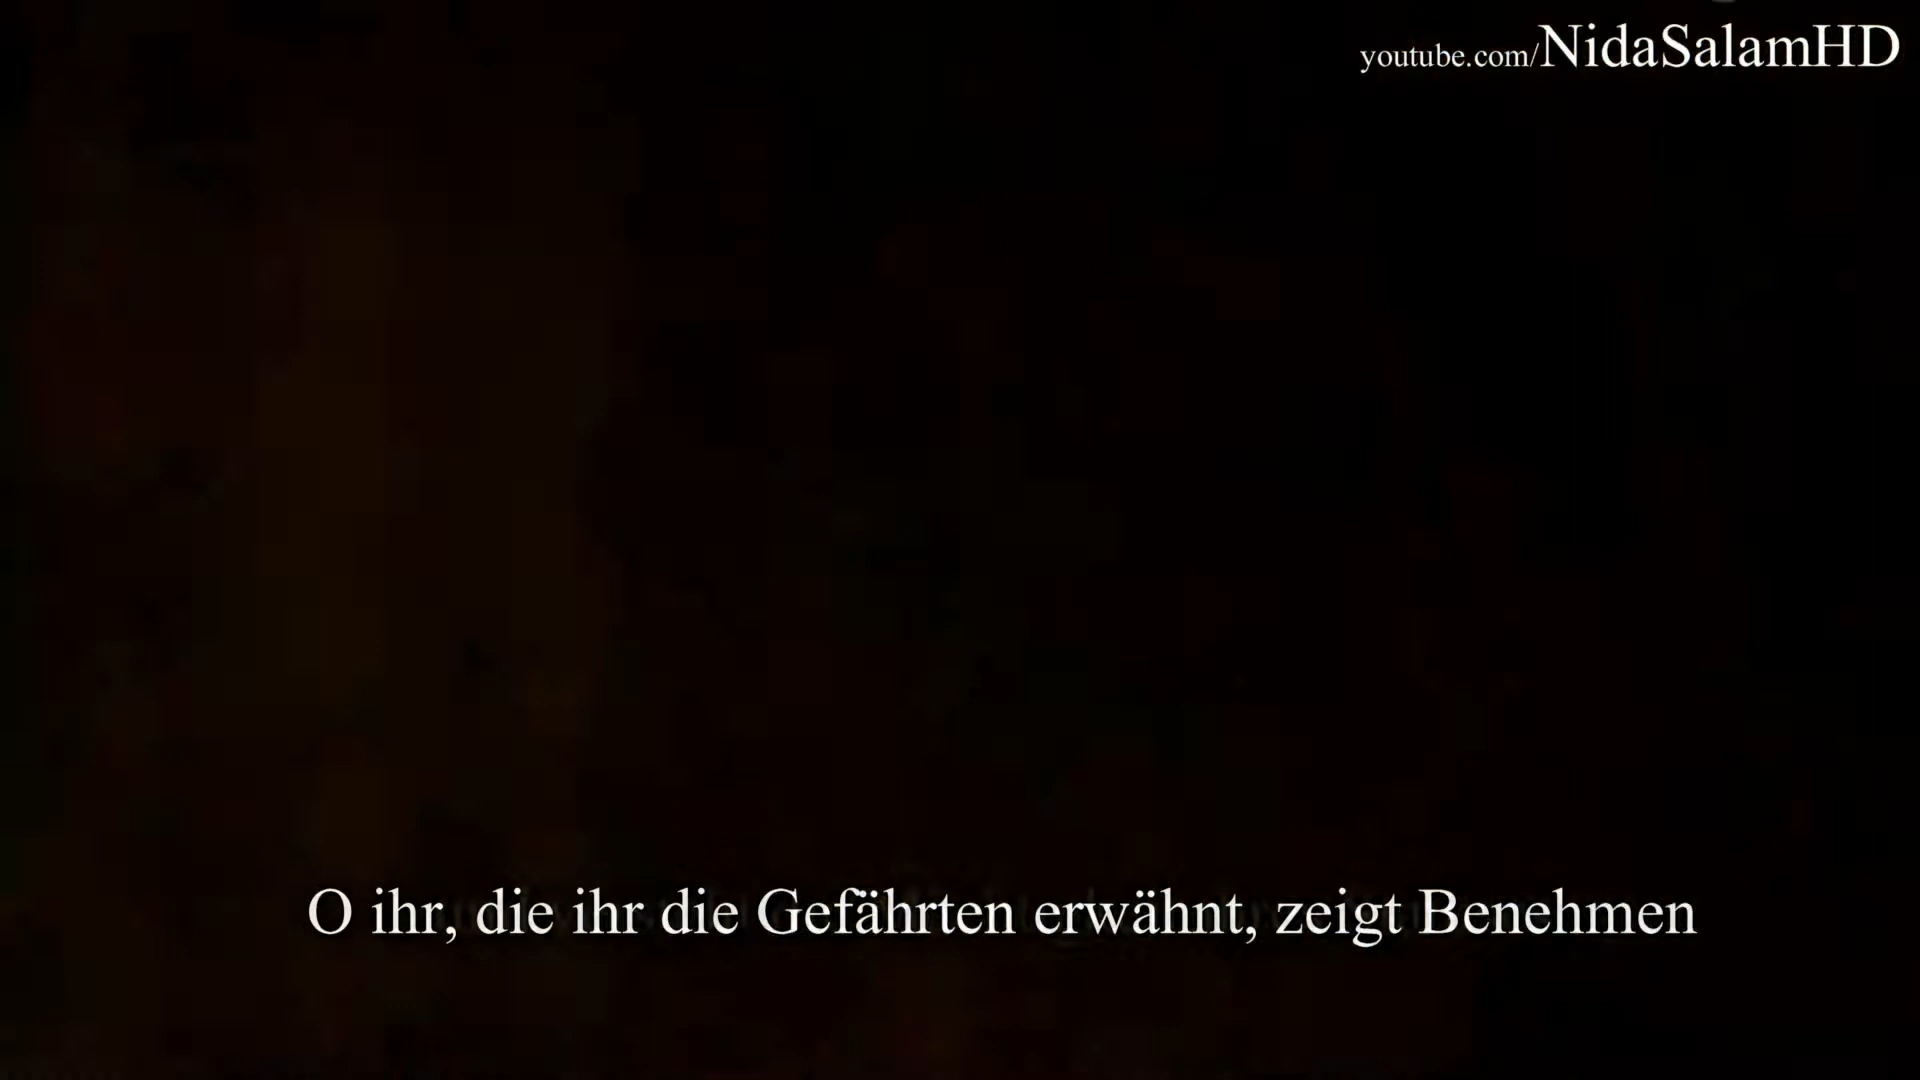 youtube.com/NidaSalamHD
O ihr, die ihr die Gefährten erwähnt, zeigt Benehmen